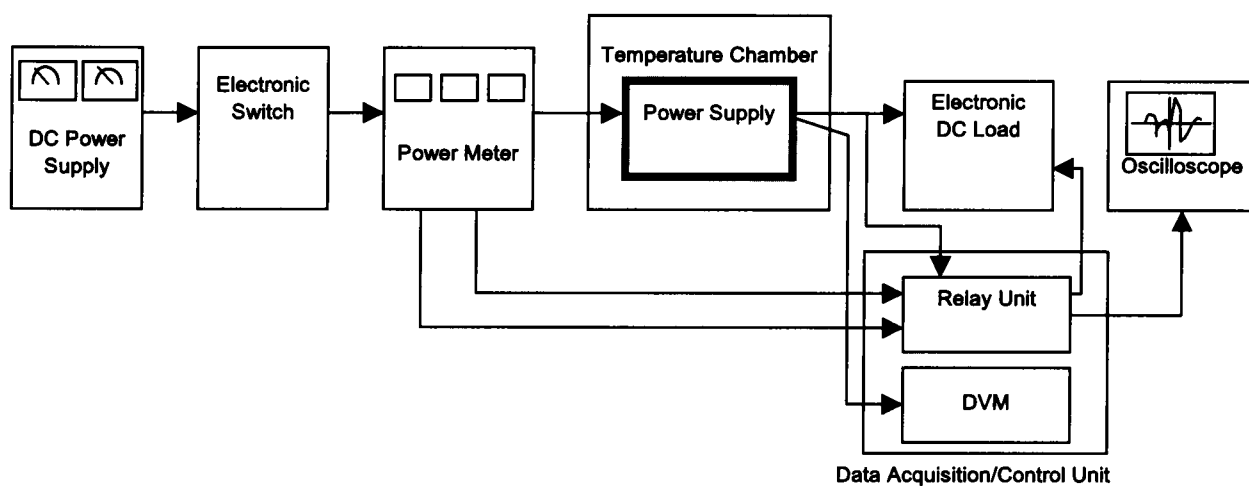 DC Power
Supply
Electronic
Switch
Power Meter
Temperature Chamber
Power Supply
Electronic
DC Load
Oscilloscope
Relay Unit
DVM
Data Acquisition/Control Unit